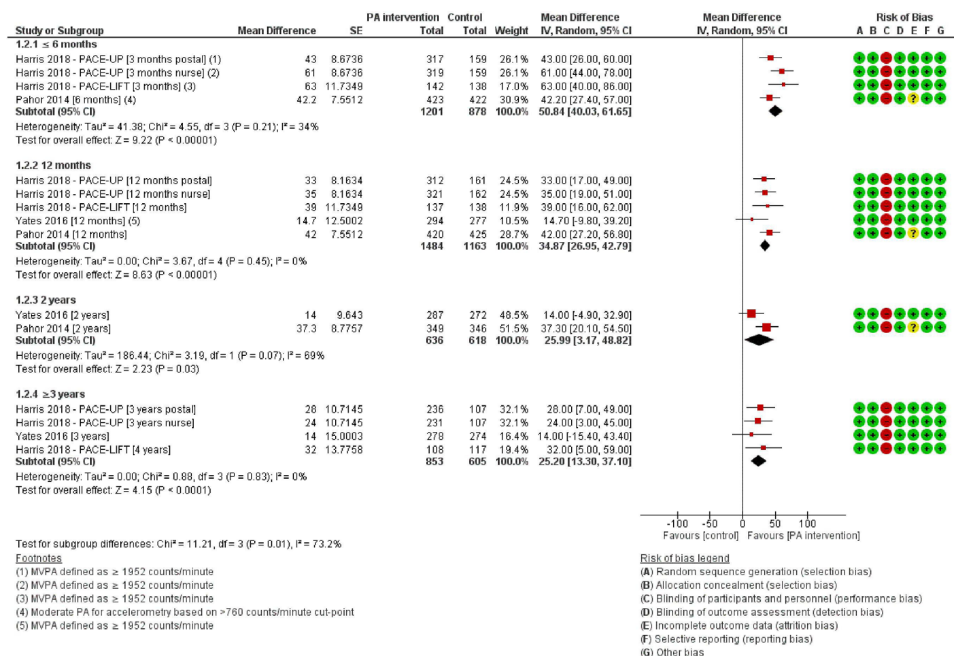 PA intervention Control Mean Difference Mean Difference Risk of Bias
Study or Subgroup Mean Difference SE Total Total Weight IV, Random, 95% CI IV, Random, 95% CI A B C D E F G
1.2.1 ≤ 6 months
Harris 2018 - PACE-UP [3 months postal] (1) 43 8.6736 317 159 26.1% 43.00 [26.00, 60.00] + + - + + + +
Harris 2018 - PACE-UP [3 months nurse] (2) 61 8.6736 319 159 26.1% 61.00 [44.00, 78.00] + + - + + + +
Harris 2018 - PACE-LIFT [3 months] (3) 63 11.7349 142 138 17.0% 63.00 [40.00, 86.00] + + - + + + +
Pahor 2014 [6 months] (4) 42.2 7.5512 423 422 30.9% 42.20 [27.40, 57.00] + + - + ? + +
Subtotal (95% CI) 1201 878 100.0% 50.84 [40.03, 61.65]
Heterogeneity: Tau² = 41.38; Chi² = 4.55, df = 3 (P = 0.21); I² = 34%
Test for overall effect: Z = 9.22 (P < 0.00001)
1.2.2 12 months
Harris 2018 - PACE-UP [12 months postal] 33 8.1634 312 161 24.5% 33.00 [17.00, 49.00] + + - + + + +
Harris 2018 - PACE-UP [12 months nurse] 35 8.1634 321 162 24.5% 35.00 [19.00, 51.00] + + - + + + +
Harris 2018 - PACE-LIFT [12 months] 39 11.7349 137 138 11.9% 39.00 [16.00, 62.00] + + - + + + +
Yates 2016 [12 months] (5) 14.7 12.5002 294 277 10.5% 14.70 [-9.80, 39.20] + + - + + + +
Pahor 2014 [12 months] 42 7.5512 420 425 28.7% 42.00 [27.20, 56.80] + + - + ? + +
Subtotal (95% CI) 1484 1163 100.0% 34.87 [26.95, 42.79]
Heterogeneity: Tau² = 0.00; Chi² = 3.67, df = 4 (P = 0.45); I² = 0%
Test for overall effect: Z = 8.63 (P < 0.00001)
1.2.3 2 years
Yates 2016 [2 years] 14 9.643 287 272 48.5% 14.00 [-4.90, 32.90] + + - + + + +
Pahor 2014 [2 years] 37.3 8.7757 349 346 51.5% 37.30 [20.10, 54.50] + + - + ? + +
Subtotal (95% CI) 636 618 100.0% 25.99 [3.17, 48.82]
Heterogeneity: Tau² = 186.44; Chi² = 3.19, df = 1 (P = 0.07); I² = 69%
Test for overall effect: Z = 2.23 (P = 0.03)
1.2.4 ≥3 years
Harris 2018 - PACE-UP [3 years postal] 28 10.7145 236 107 32.1% 28.00 [7.00, 49.00] + + - + + + +
Harris 2018 - PACE-UP [3 years nurse] 24 10.7145 231 107 32.1% 24.00 [3.00, 45.00] + + - + + + +
Yates 2016 [3 years] 14 15.0003 278 274 16.4% 14.00 [-15.40, 43.40] + + - + + + +
Harris 2018 - PACE-LIFT [4 years] 32 13.7758 108 117 19.4% 32.00 [5.00, 59.00] + + - + + + +
Subtotal (95% CI) 853 605 100.0% 25.20 [13.30, 37.10]
Heterogeneity: Tau² = 0.00; Chi² = 0.88, df = 3 (P = 0.83); I² = 0%
Test for overall effect: Z = 4.15 (P < 0.0001)
-100 -50 0 50 100
Favours [control] Favours [PA intervention]
Test for subgroup differences: Chi² = 11.21, df = 3 (P = 0.01), I² = 73.2%
Footnotes
(1) MVPA defined as ≥ 1952 counts/minute
(2) MVPA defined as ≥ 1952 counts/minute
(3) MVPA defined as ≥ 1952 counts/minute
(4) Moderate PA for accelerometry based on >760 counts/minute cut-point
(5) MVPA defined as ≥ 1952 counts/minute
Risk of bias legend
(A) Random sequence generation (selection bias)
(B) Allocation concealment (selection bias)
(C) Blinding of participants and personnel (performance bias)
(D) Blinding of outcome assessment (detection bias)
(E) Incomplete outcome data (attrition bias)
(F) Selective reporting (reporting bias)
(G) Other bias